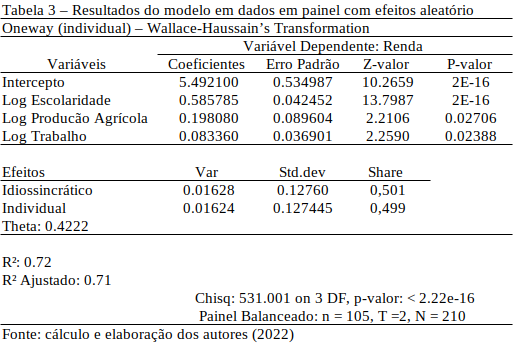 Tabela 3 – Resultados do modelo em dados em painel com efeitos aleatório
Oneway (individual) – Wallace-Haussain's Transformation
Variável Dependente: Renda
Variáveis Coeficientes Erro Padrão Z-valor P-valor
Intercepto 5.492100 0.534987 10.2659 2E-16
Log Escolaridade 0.585785 0.042452 13.7987 2E-16
Log Producão Agrícola 0.198080 0.089604 2.2106 0.02706
Log Trabalho 0.083360 0.036901 2.2590 0.02388
Efeitos Var Std.dev Share
Idiossincrático 0.01628 0.12760 0,501
Individual 0.01624 0.127445 0,499
Theta: 0.4222
R²: 0.72
R² Ajustado: 0.71
Chisq: 531.001 on 3 DF, p-valor: < 2.22e-16
Painel Balanceado: n = 105, T =2, N = 210
Fonte: cálculo e elaboração dos autores (2022)